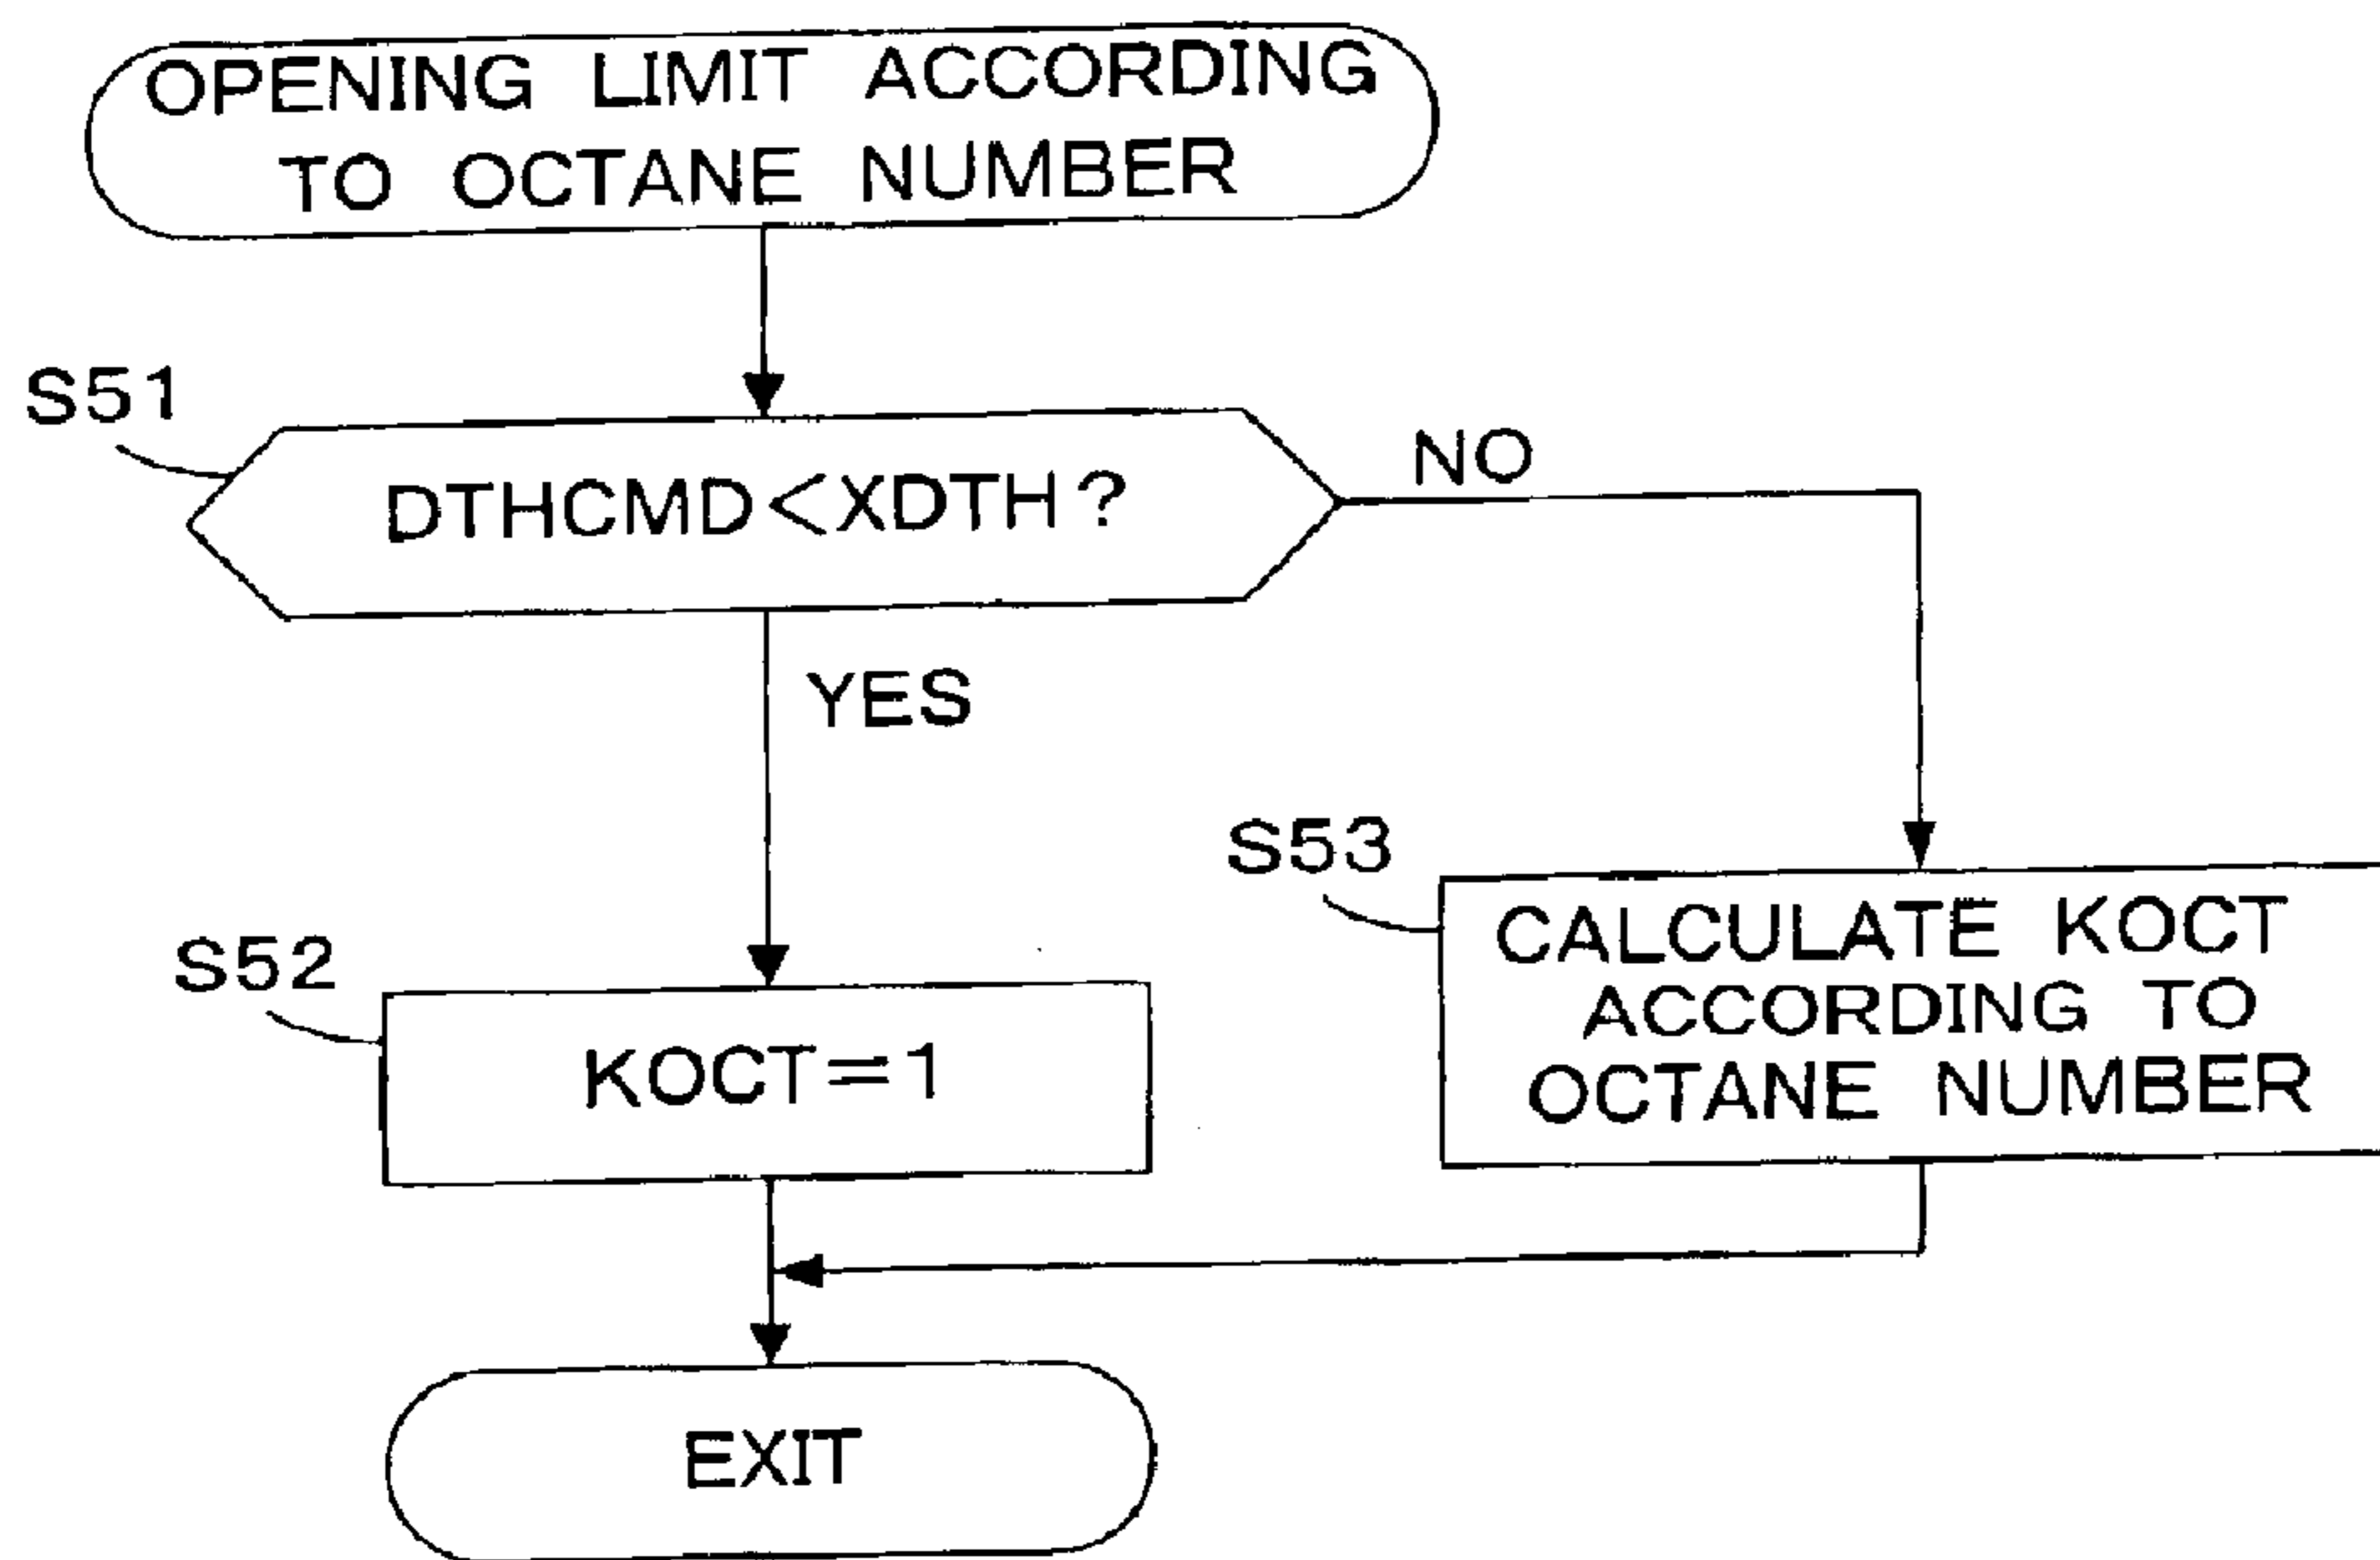 OPENING LIMIT ACCORDING
TO OCTANE NUMBER
S51
DTHCMD<XDTH?
NO
YES
S53
CALCULATE KOCT
ACCORDING TO
OCTANE NUMBER
S52
KOCT=1
EXIT